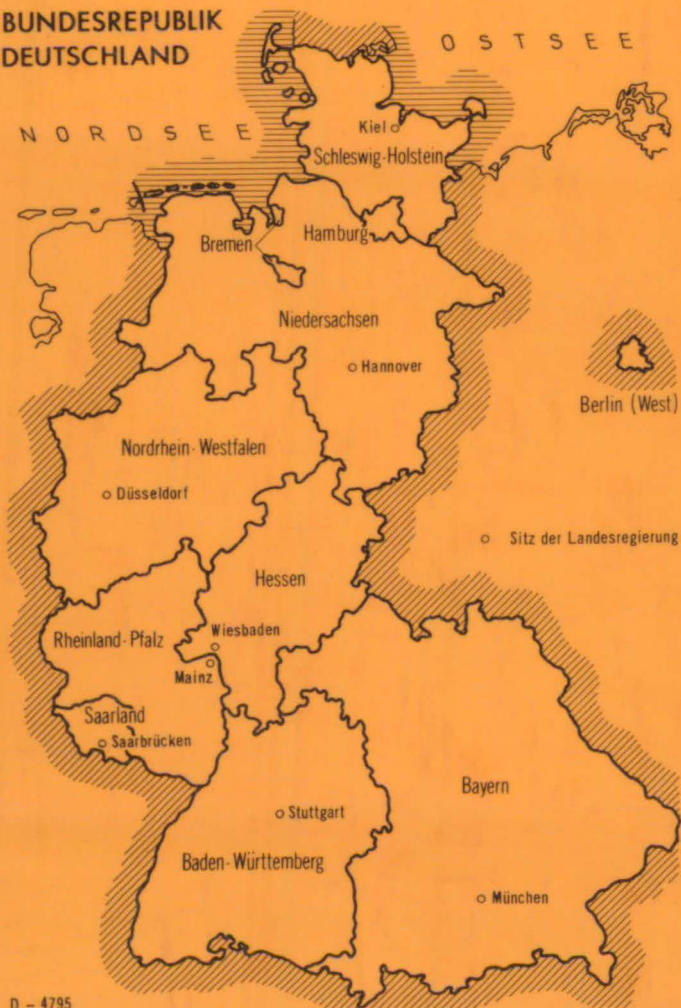 BUNDESREPUBLIK
DEUTSCHLAND
OSTSEE
NORDSEE
Kiel
Schleswig-Holstein
Hamburg
Bremen
Niedersachsen
Hannover
Berlin (West)
Nordrhein-Westfalen
Düsseldorf
Sitz der Landesregierung
Hessen
Wiesbaden
Rheinland-Pfalz
Mainz
Saarland
Saarbrücken
Bayern
Stuttgart
Baden-Württemberg
München
D - 4795